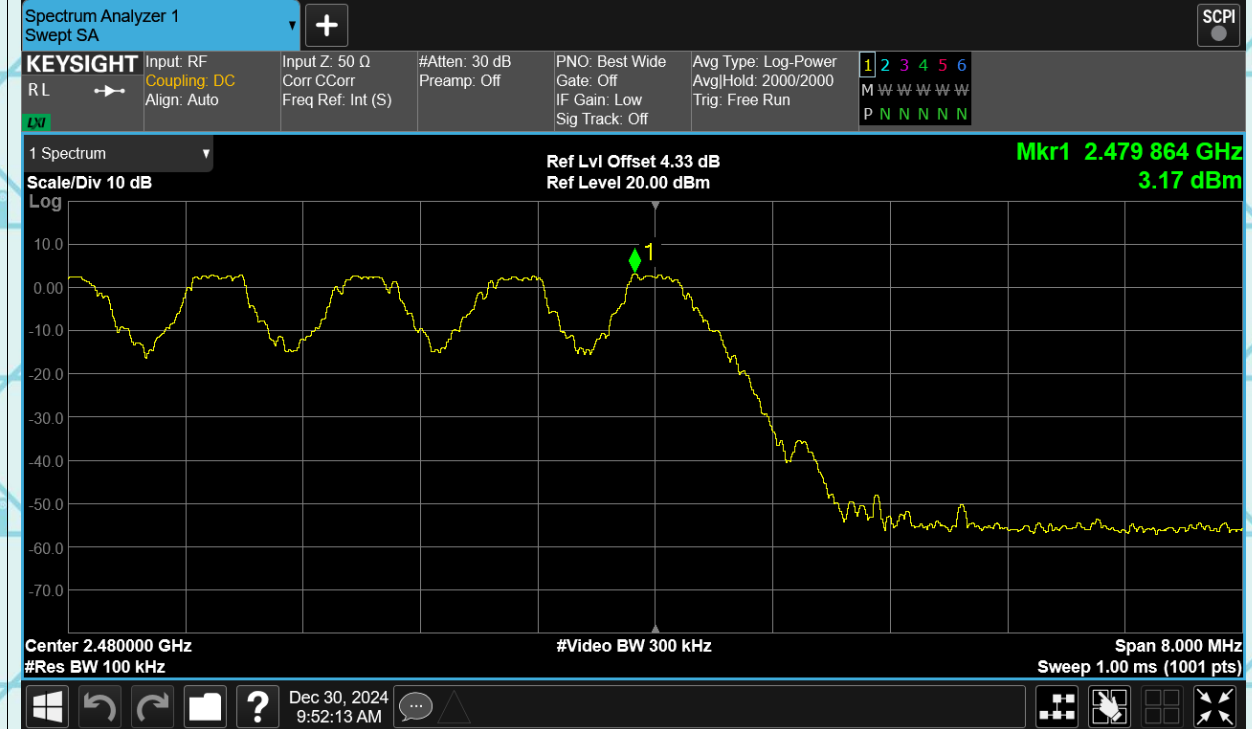 Spectrum Analyzer 1
Swept SA
+
SCPI
KEYSIGHT
RL
LXI
Input: RF
Coupling: DC
Align: Auto
Input Z: 50 Ω
Corr CCorr
Freq Ref: Int (S)
#Atten: 30 dB
Preamp: Off
PNO: Best Wide
Gate: Off
IF Gain: Low
Sig Track: Off
Avg Type: Log-Power
Avg|Hold: 2000/2000
Trig: Free Run
1 2 3 4 5 6
M W W W W W W
P N N N N N N
1 Spectrum
Scale/Div 10 dB
Log
Ref Lvl Offset 4.33 dB
Ref Level 20.00 dBm
Mkr1 2.479 864 GHz
3.17 dBm
1
10.0
0.00
-10.0
-20.0
-30.0
-40.0
-50.0
-60.0
-70.0
Center 2.480000 GHz
#Res BW 100 kHz
#Video BW 300 kHz
Span 8.000 MHz
Sweep 1.00 ms (1001 pts)
?
Dec 30, 2024
9:52:13 AM